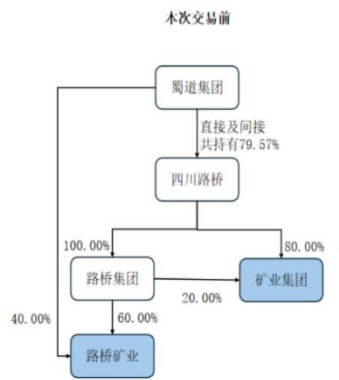 本次交易前
蜀道集团
直接及间接
共持有79.57%
四川路桥
100.00%
80.00%
路桥集团
矿业集团
20.00%
40.00%
60.00%
路桥矿业